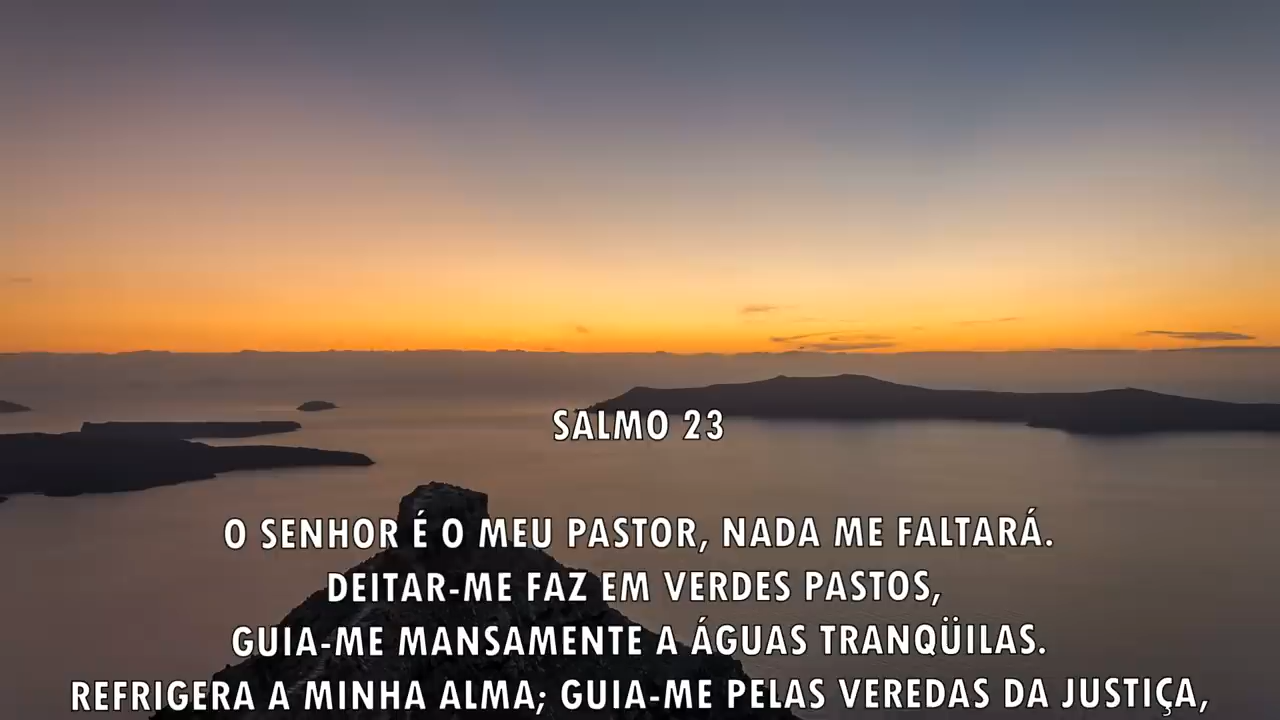 SALMO 23
O SENHOR É O MEU PASTOR, NADA ME FALTARÁ.
DEITAR-ME FAZ EM VERDES PASTOS,
GUIA-ME MANSAMENTE A ÁGUAS TRANQÜILAS.
REFRIGERA A MINHA ALMA; GUIA-ME PELAS VEREDAS DA JUSTIÇA,